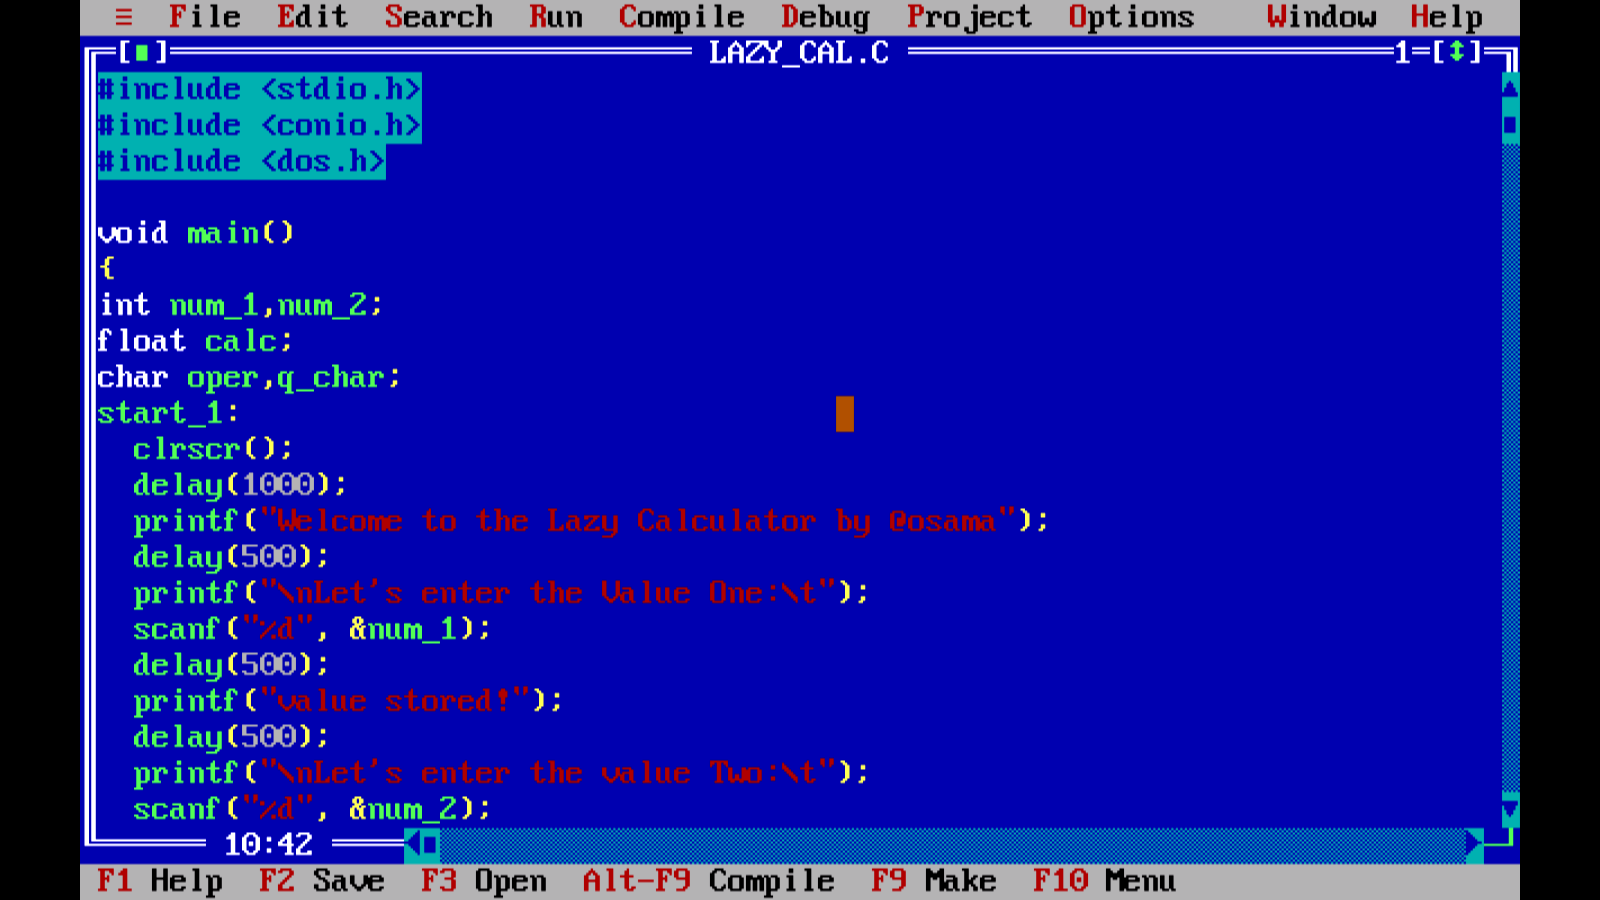 ≡ File Edit Search Run Compile Debug Project Options Window Help
[■] LAZY_CAL.C 1=[↕]
#include <stdio.h>
#include <conio.h>
#include <dos.h>
void main()
{
int num_1,num_2;
float calc;
char oper,q_char;
start_1:
clrscr();
delay(1000);
printf("Welcome to the Lazy Calculator by @osama");
delay(500);
printf("\nLet's enter the Value One:\t");
scanf("%d", &num_1);
delay(500);
printf("value stored!");
delay(500);
printf("\nLet's enter the value Two:\t");
scanf("%d", &num_2);
10:42
F1 Help F2 Save F3 Open Alt-F9 Compile F9 Make F10 Menu